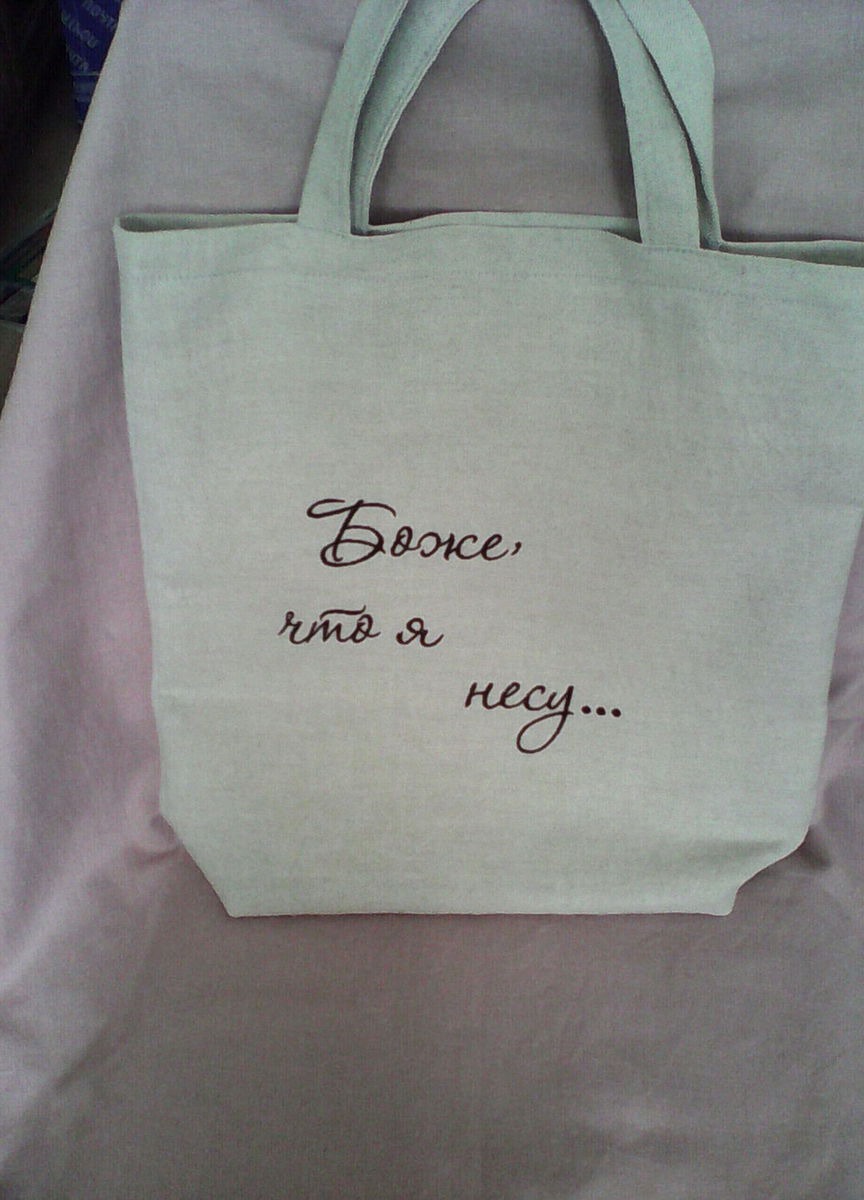 Боже,
что я
несу...